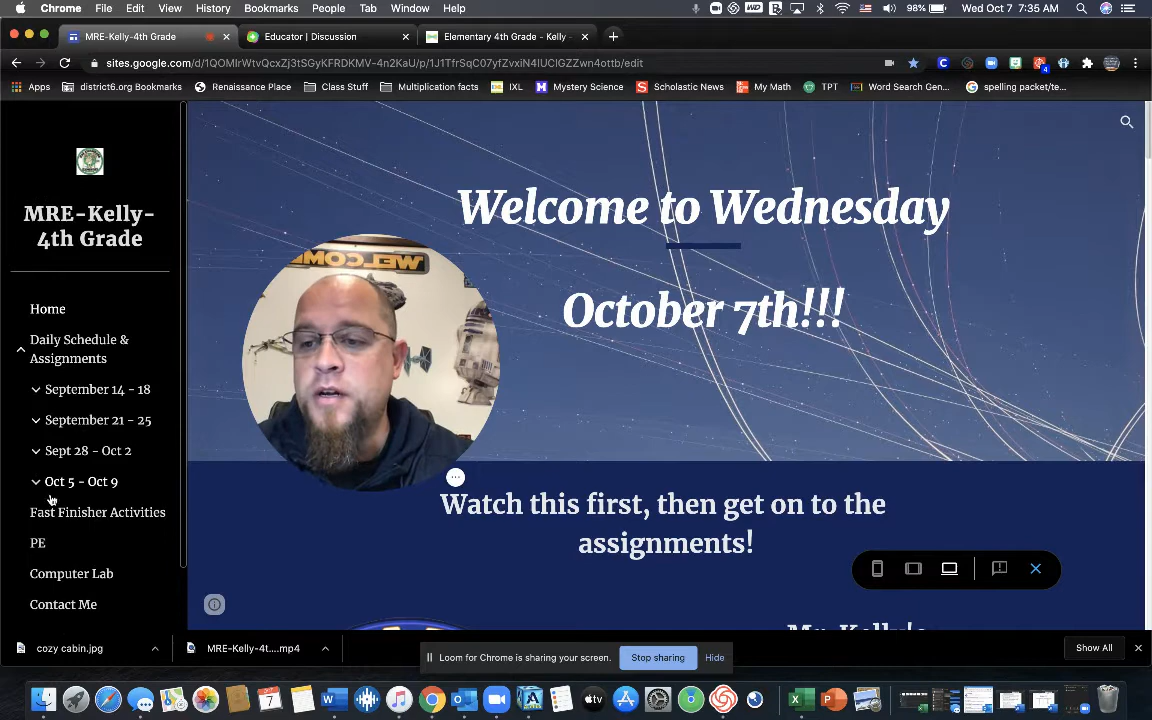 Chrome File Edit View History Bookmarks People Tab Window Help
98% Wed Oct 7 7:35 AM
MRE-Kelly-4th Grade
Educator | Discussion
Elementary 4th Grade - Kelly -
sites.google.com/d/1QOMIrWtvQcxZj3tSGyKFRDKMV-4n2KaU/p/1J1TfrSqC07yfZvxiN4IUClGZZwn4ottb/edit
Apps district6.org Bookmarks Renaissance Place Class Stuff Multiplication facts IXL Mystery Science Scholastic News My Math TPT Word Search Gen... spelling packet/te...
MRE-Kelly-
4th Grade
Home
Daily Schedule &
Assignments
September 14 - 18
September 21 - 25
Sept 28 - Oct 2
Oct 5 - Oct 9
Fast Finisher Activities
PE
Computer Lab
Contact Me
Welcome to Wednesday
October 7th!!!
WELCOME
Watch this first, then get on to the
assignments!
Mr. Kelly's
cozy cabin.jpg
MRE-Kelly-4t....mp4
Loom for Chrome is sharing your screen.
Stop sharing
Hide
Show All